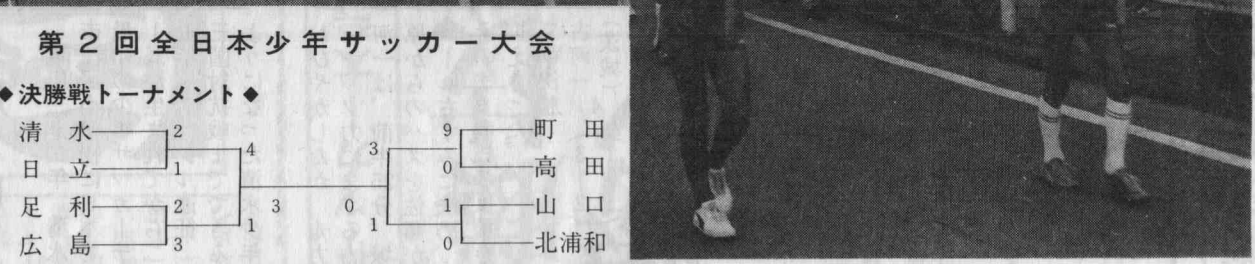 第2回全日本少年サッカー大会
◆決勝戦トーナメント◆
清水 2
日立 1
4
足利 2
広島 3
1
3 0
9 町田
0 高田
3
1 山口
0 北浦和
1